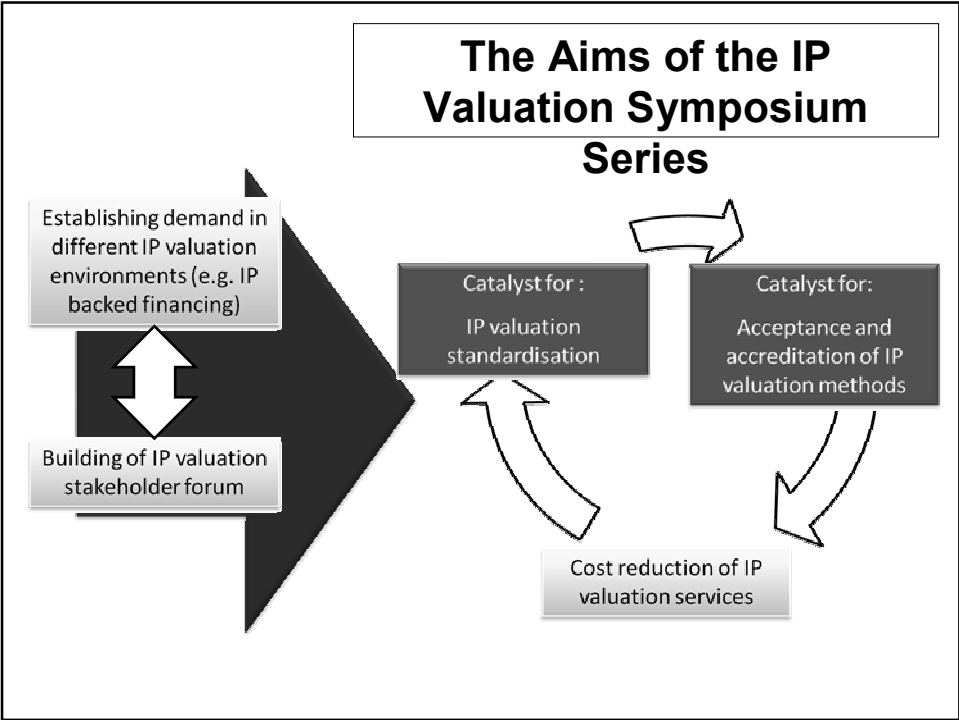 The Aims of the IP
Valuation Symposium
Series
Establishing demand in
different IP valuation
environments (e.g. IP
backed financing)
Building of IP valuation
stakeholder forum
Catalyst for :
IP valuation
standardisation
Catalyst for:
Acceptance and
accreditation of IP
valuation methods
Cost reduction of IP
valuation services